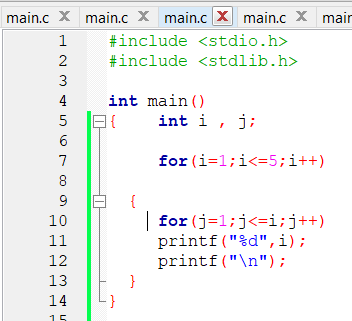 main.c main.c main.c main.c
1 #include <stdio.h>
2 #include <stdlib.h>
3
4 int main()
5 { int i , j;
6
7 for(i=1;i<=5;i++)
8
9 {
10 for(j=1;j<=i;j++)
11 printf("%d",i);
12 printf("\n");
13 }
14 }
15